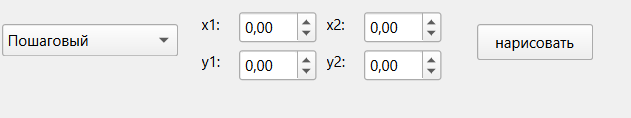 Пошаговый
x1: 0,00 x2: 0,00
y1: 0,00 y2: 0,00
нарисовать